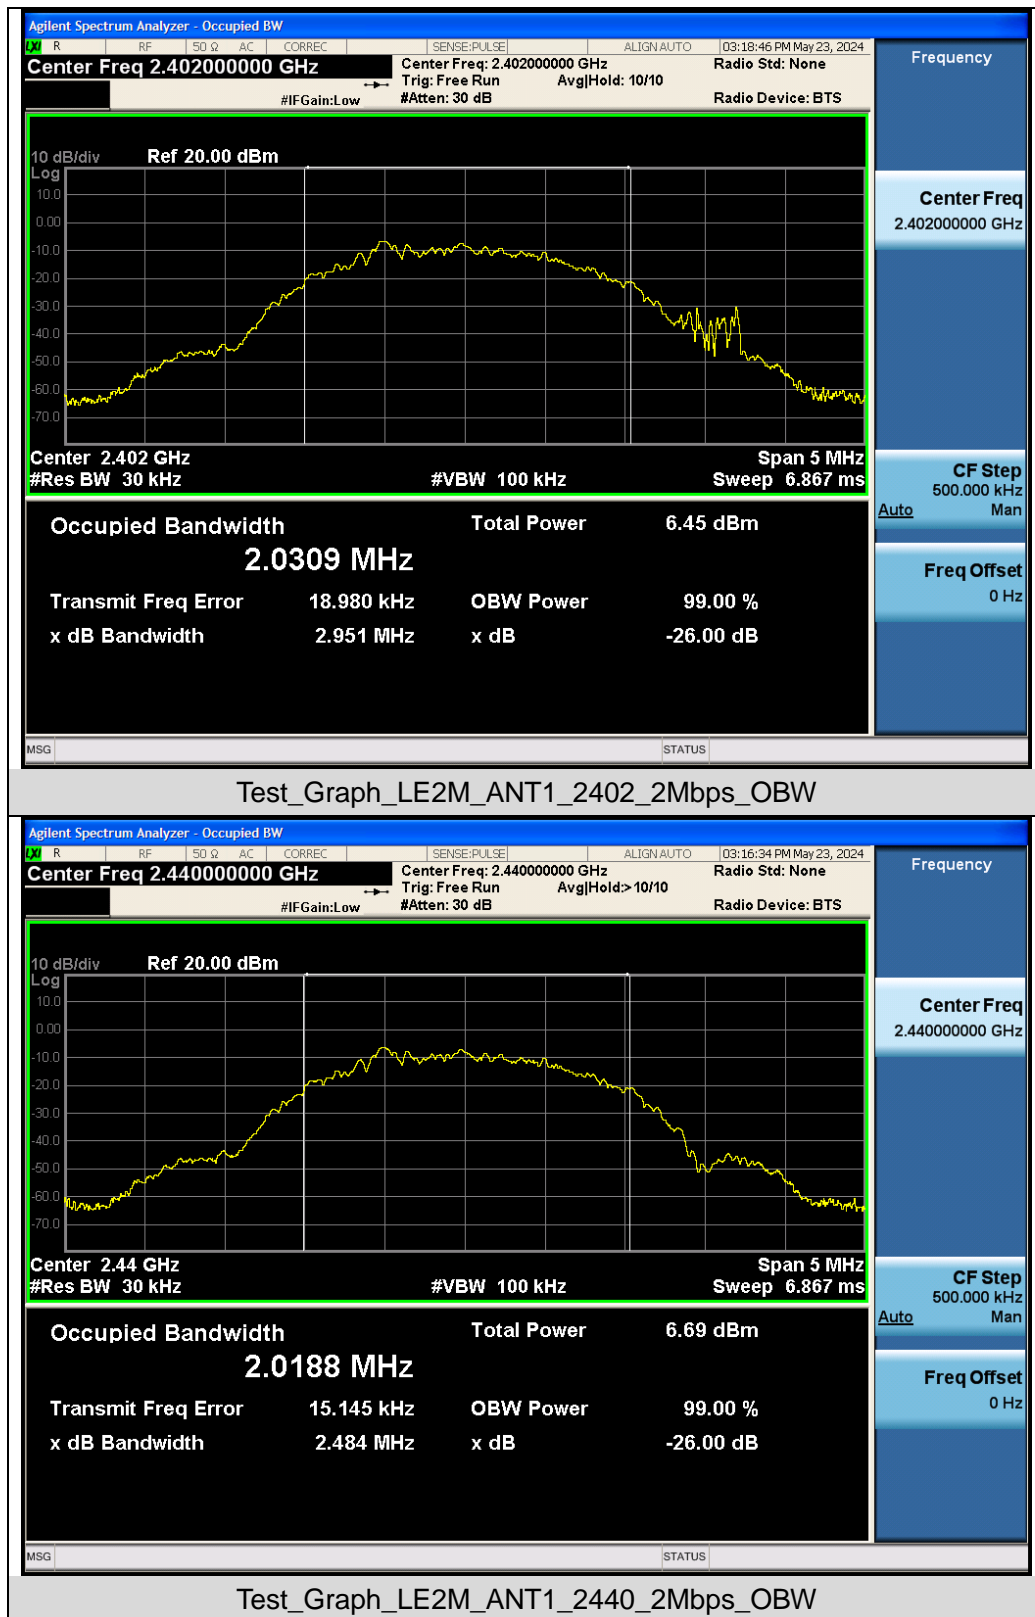 Agilent Spectrum Analyzer - Occupied BW
LXI R RF 50 Ω AC CORREC SENSE:PULSE ALIGN AUTO 03:18:46 PM May 23, 2024
Center Freq 2.402000000 GHz
Center Freq: 2.402000000 GHz
Radio Std: None
Trig: Free Run Avg|Hold: 10/10
#IFGain:Low
#Atten: 30 dB
Radio Device: BTS
Frequency
10 dB/div Ref 20.00 dBm
Log
10.0
0.00
-10.0
-20.0
-30.0
-40.0
-50.0
-60.0
-70.0
Center Freq
2.402000000 GHz
Center 2.402 GHz Span 5 MHz
#Res BW 30 kHz #VBW 100 kHz Sweep 6.867 ms
CF Step
500.000 kHz
Auto Man
Occupied Bandwidth Total Power 6.45 dBm
2.0309 MHz
Freq Offset
0 Hz
Transmit Freq Error 18.980 kHz OBW Power 99.00 %
x dB Bandwidth 2.951 MHz x dB -26.00 dB
MSG STATUS
Test_Graph_LE2M_ANT1_2402_2Mbps_OBW
Agilent Spectrum Analyzer - Occupied BW
LXI R RF 50 Ω AC CORREC SENSE:PULSE ALIGN AUTO 03:16:34 PM May 23, 2024
Center Freq 2.440000000 GHz
Center Freq: 2.440000000 GHz
Radio Std: None
Trig: Free Run Avg|Hold:> 10/10
#IFGain:Low
#Atten: 30 dB
Radio Device: BTS
Frequency
10 dB/div Ref 20.00 dBm
Log
10.0
0.00
-10.0
-20.0
-30.0
-40.0
-50.0
-60.0
-70.0
Center Freq
2.440000000 GHz
Center 2.44 GHz Span 5 MHz
#Res BW 30 kHz #VBW 100 kHz Sweep 6.867 ms
CF Step
500.000 kHz
Auto Man
Occupied Bandwidth Total Power 6.69 dBm
2.0188 MHz
Freq Offset
0 Hz
Transmit Freq Error 15.145 kHz OBW Power 99.00 %
x dB Bandwidth 2.484 MHz x dB -26.00 dB
MSG STATUS
Test_Graph_LE2M_ANT1_2440_2Mbps_OBW